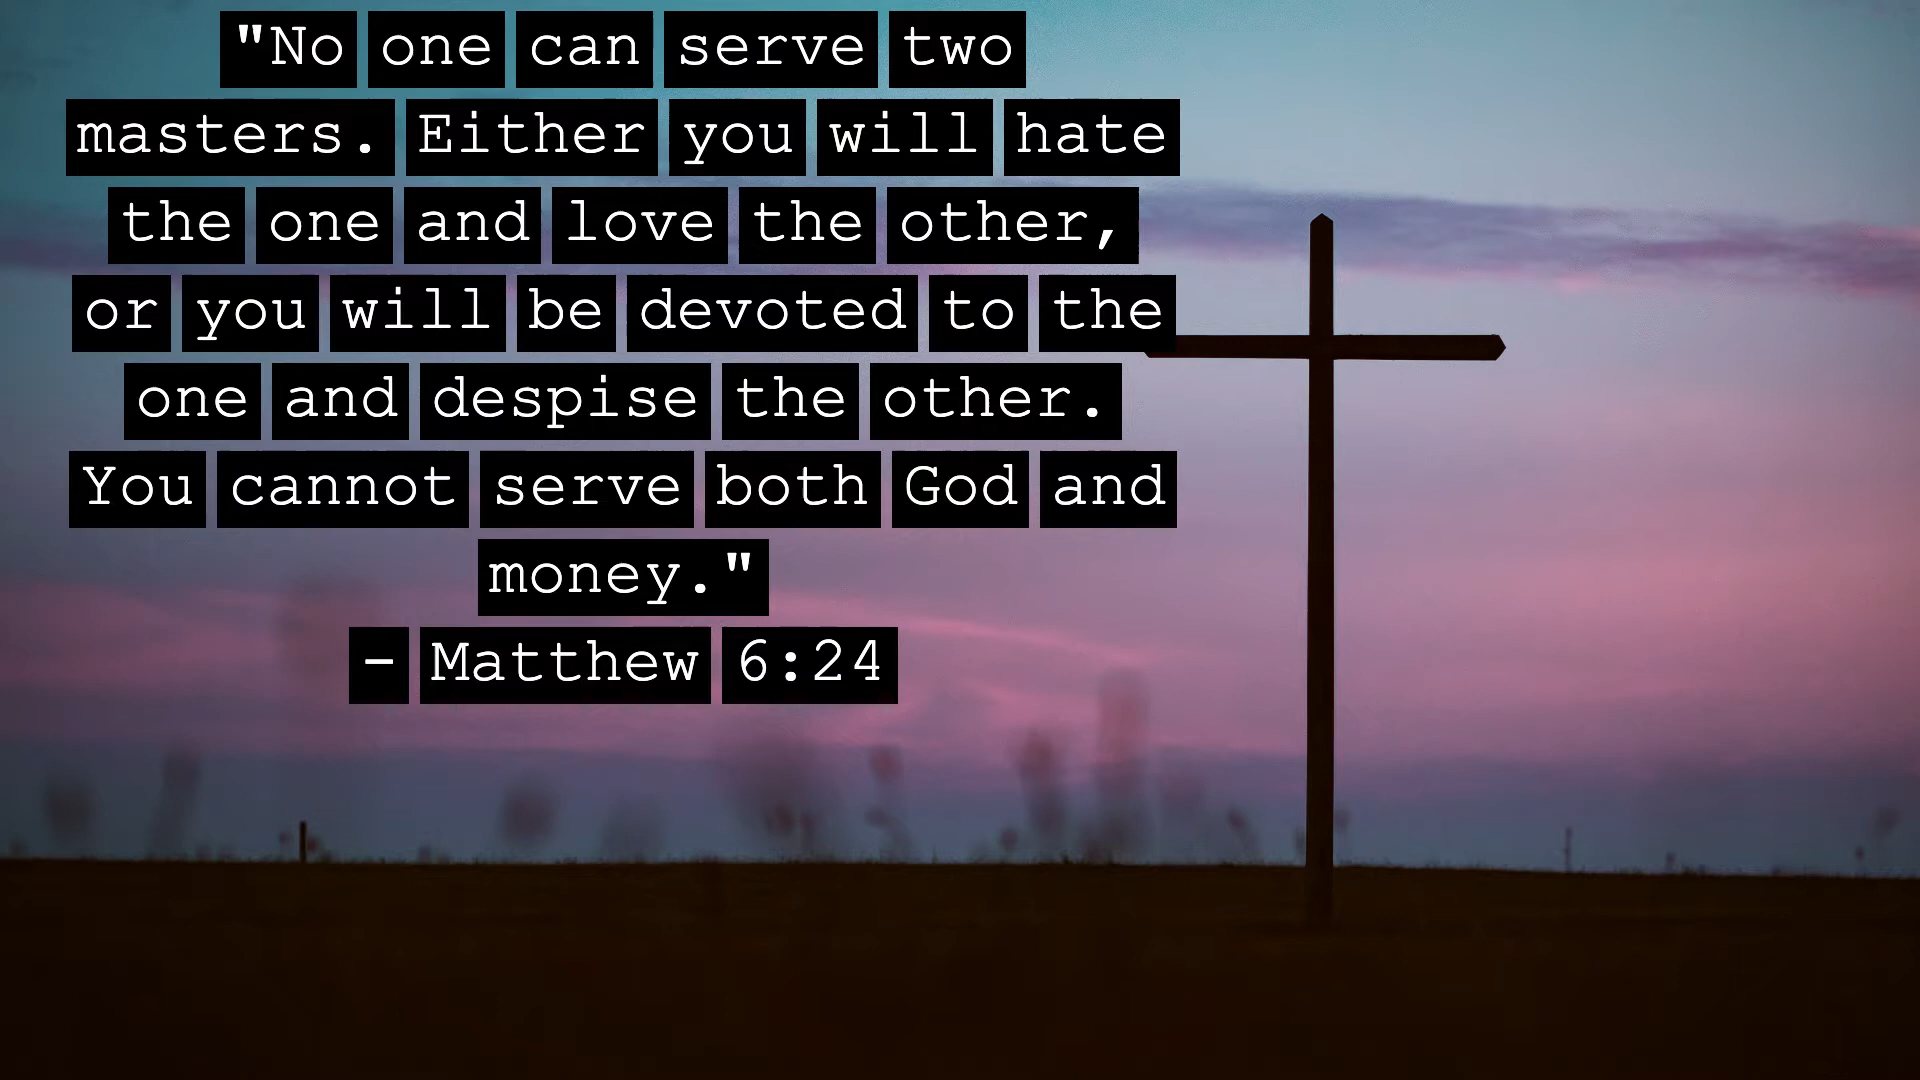 "No one can serve two
masters. Either you will hate
the one and love the other,
or you will be devoted to the
one and despise the other.
You cannot serve both God and
money."
- Matthew 6:24